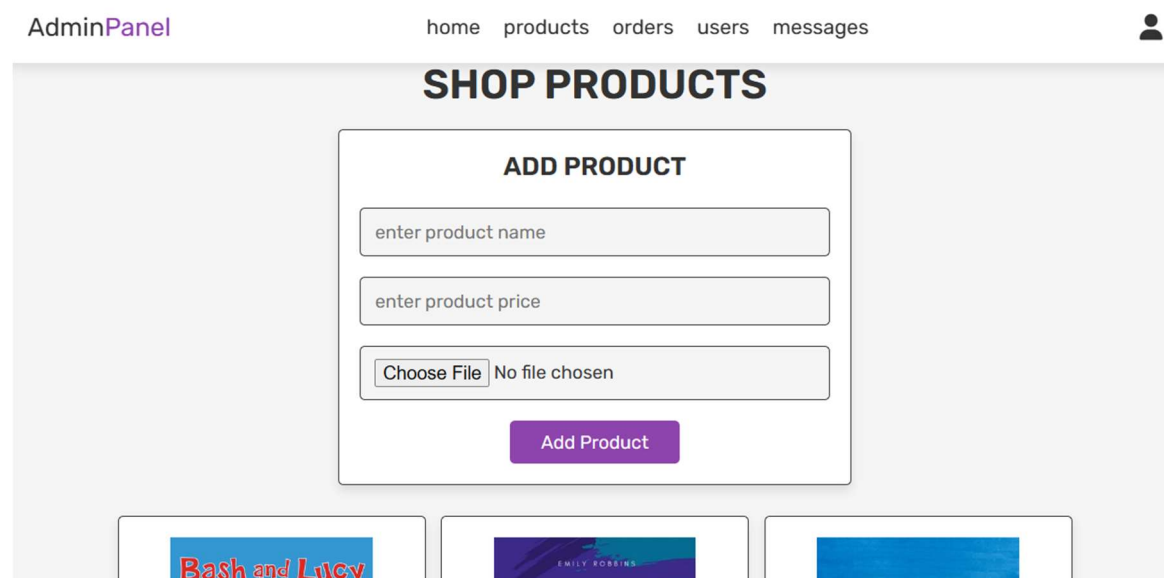 AdminPanel
home products orders users messages
SHOP PRODUCTS
ADD PRODUCT
enter product name
enter product price
Choose File No file chosen
Add Product
Bash and Lucy
EMILY ROBBINS